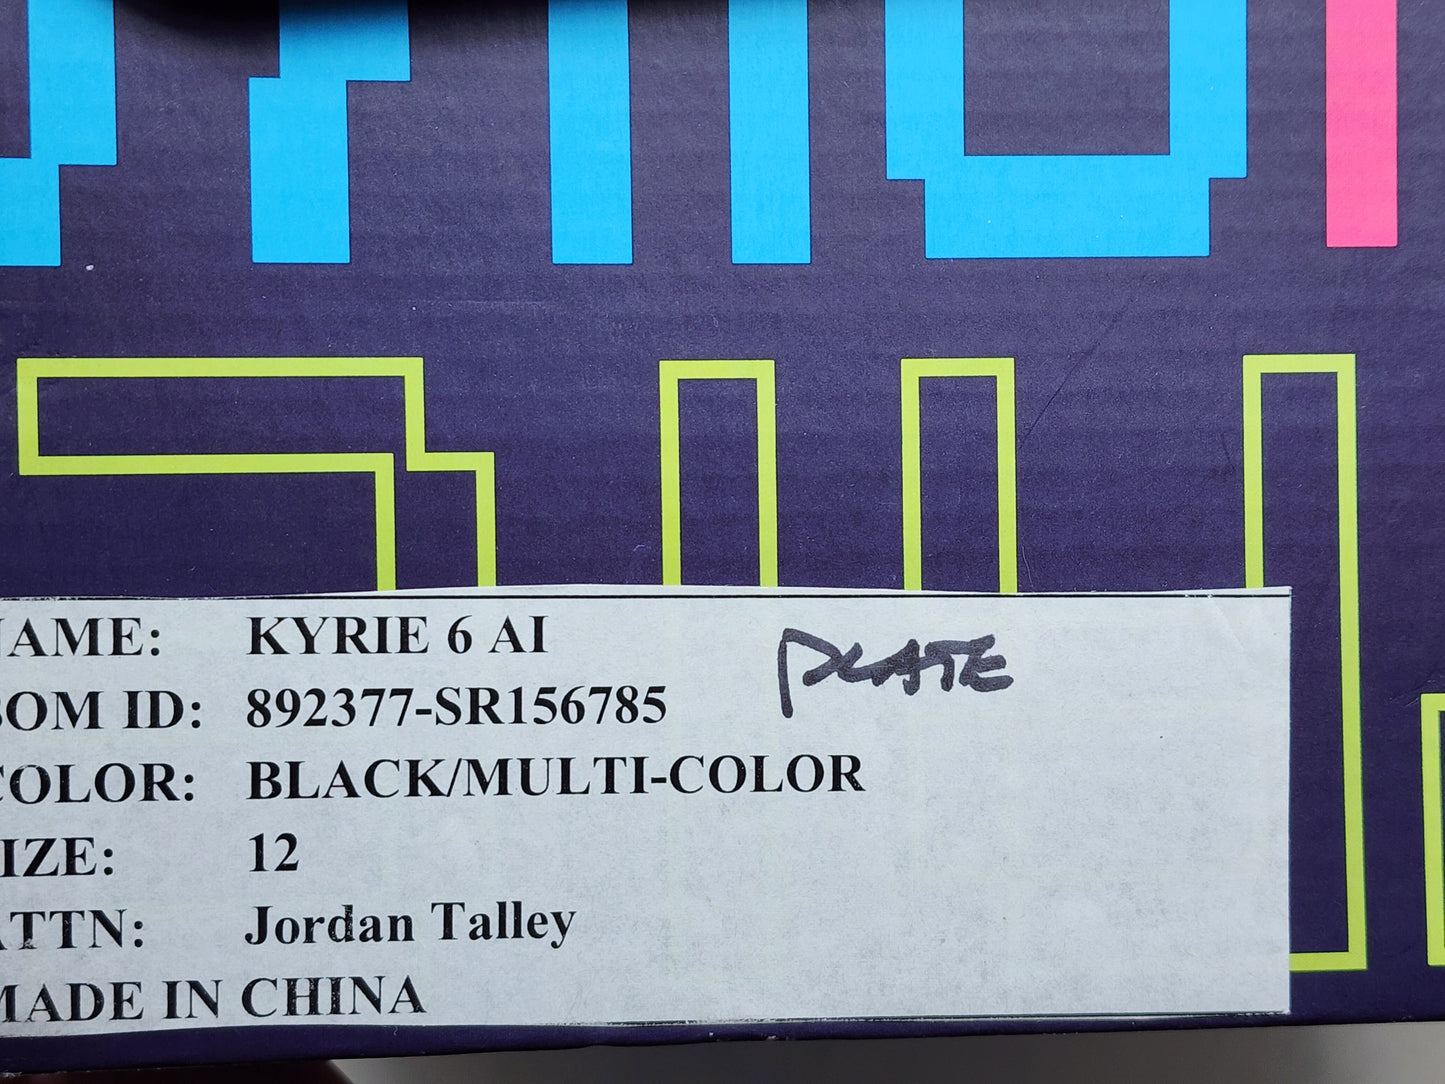 NAME: KYRIE 6 AI
PLATE
BOM ID: 892377-SR156785
COLOR: BLACK/MULTI-COLOR
SIZE: 12
ATTN: Jordan Talley
MADE IN CHINA